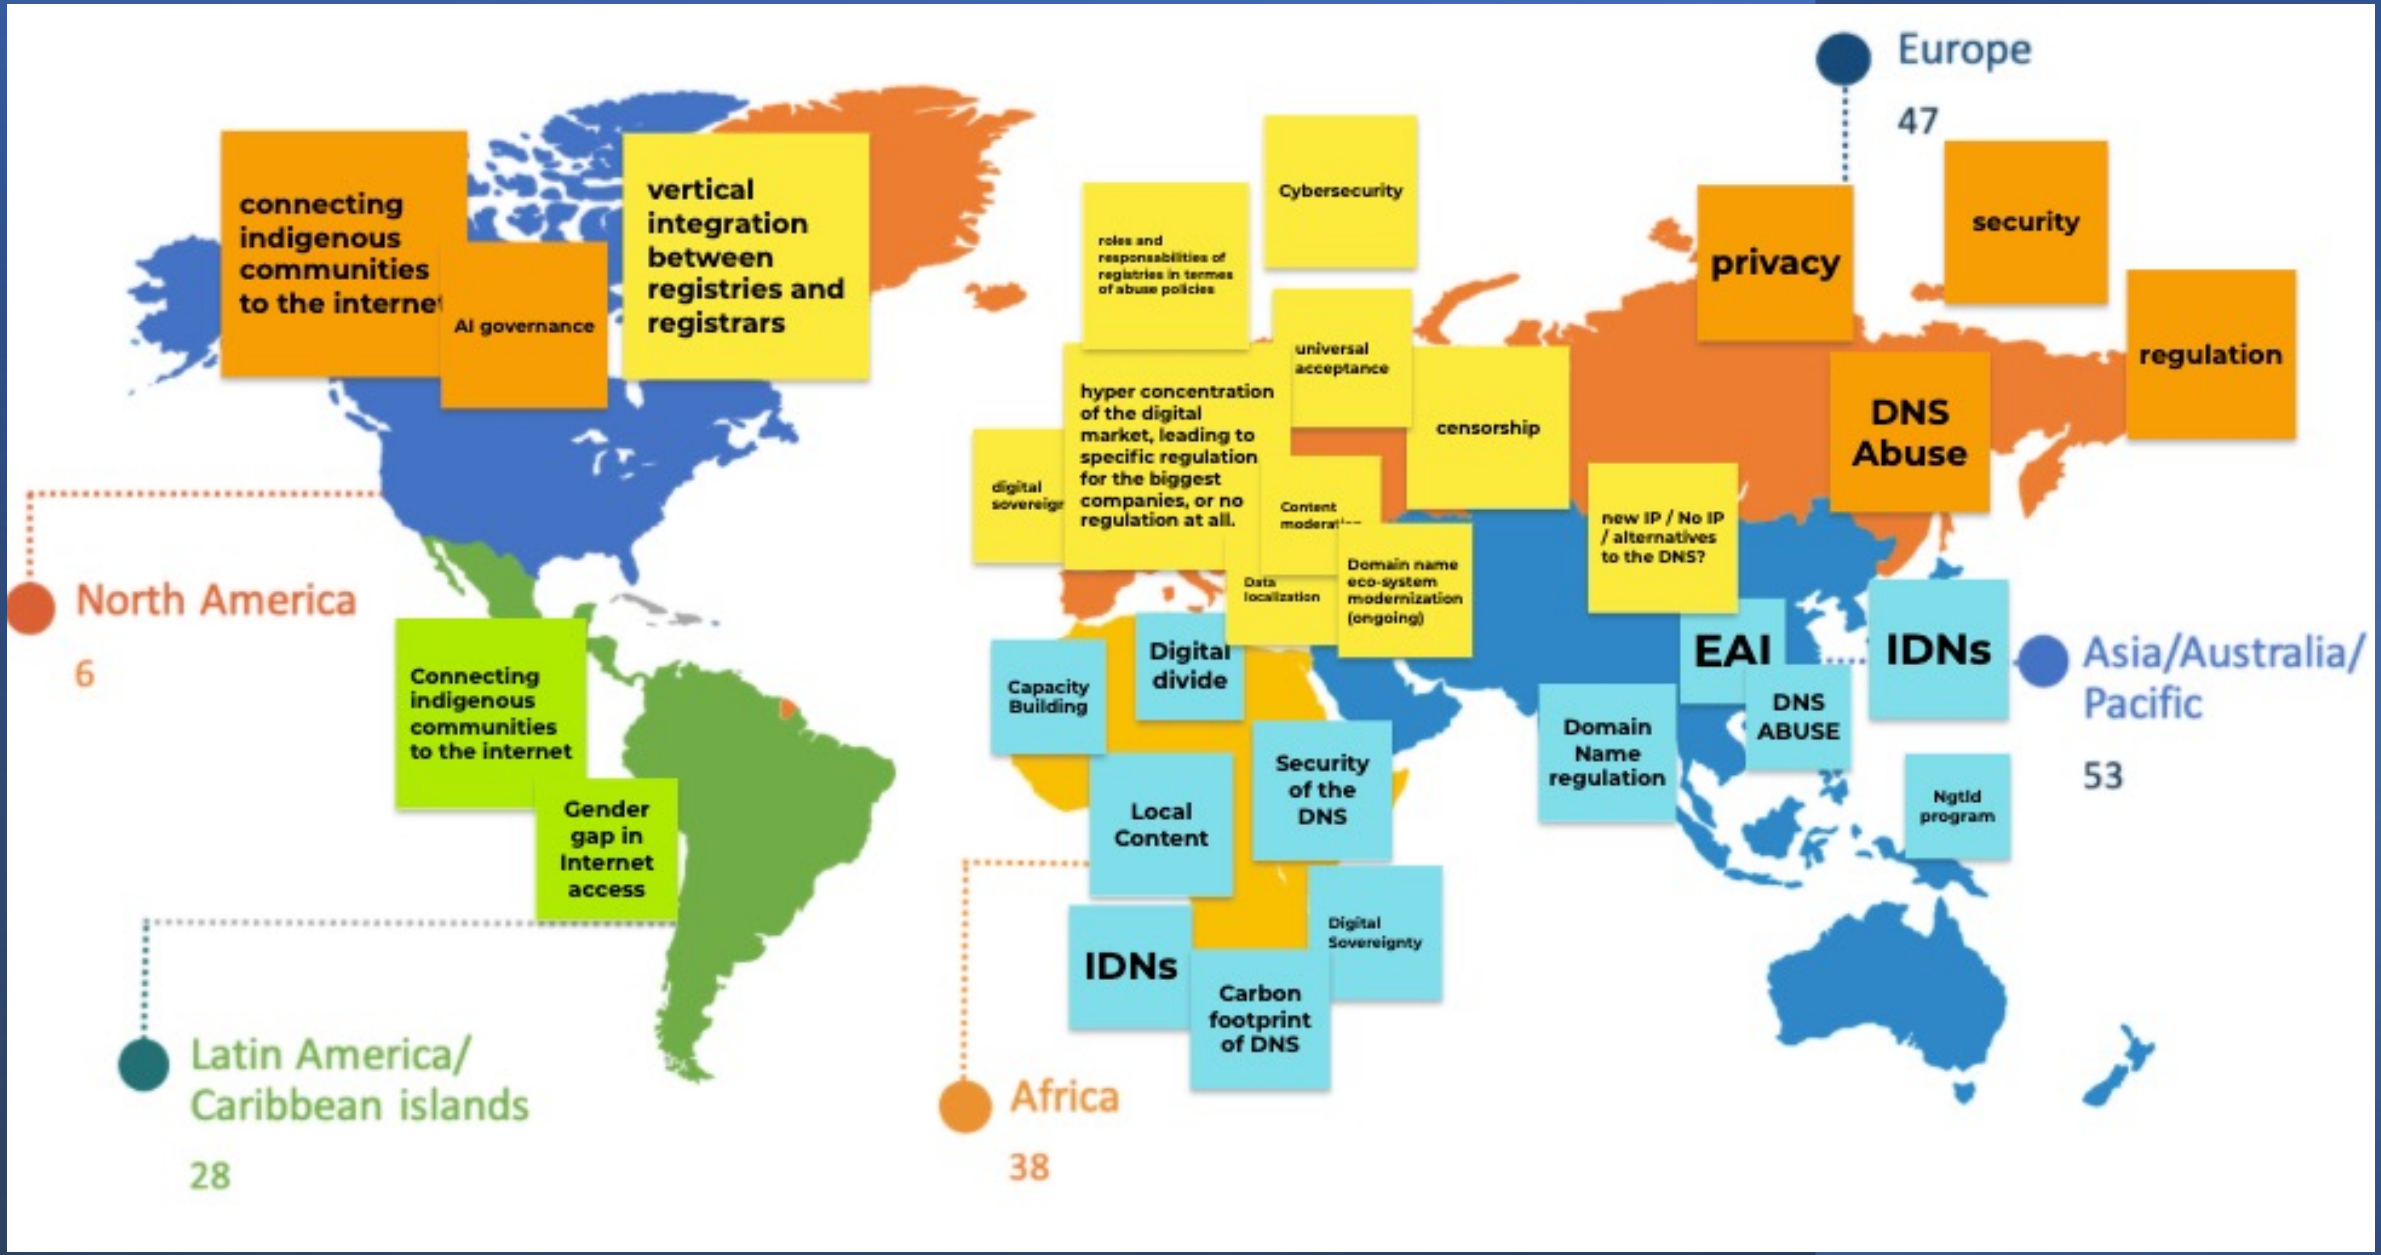 Europe
47
connecting
indigenous
communities
to the internet
AI governance
vertical
integration
between
registries and
registrars
Cybersecurity
roles and
responsabilities of
registries in termes
of abuse policies
universal
acceptance
hyper concentration
of the digital
market, leading to
specific regulation
for the biggest
companies, or no
regulation at all.
digital
censorship
Content
Data
localization
Domain name
eco-system
modernization
(ongoing)
new IP / No IP
/ alternatives
to the DNS?
privacy
security
regulation
DNS
Abuse
North America
6
Connecting
indigenous
communities
to the internet
Gender
gap in
Internet
access
Latin America/
Caribbean islands
28
Capacity
Building
Digital
divide
Local
Content
Security
of the
DNS
IDNs
Digital
Sovereignty
Carbon
footprint
of DNS
Africa
38
EAI
IDNs
DNS
ABUSE
Domain
Name
regulation
Ngtld
program
Asia/Australia/
Pacific
53